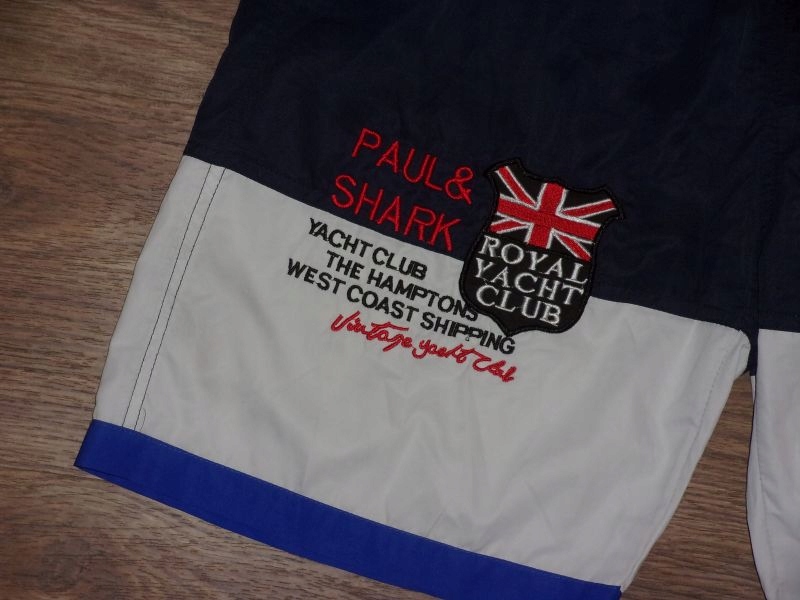 PAUL&
SHARK
YACHT CLUB
THE HAMPTONS
WEST COAST SHIPPING
Vintage yacht Club
ROYAL
YACHT
CLUB